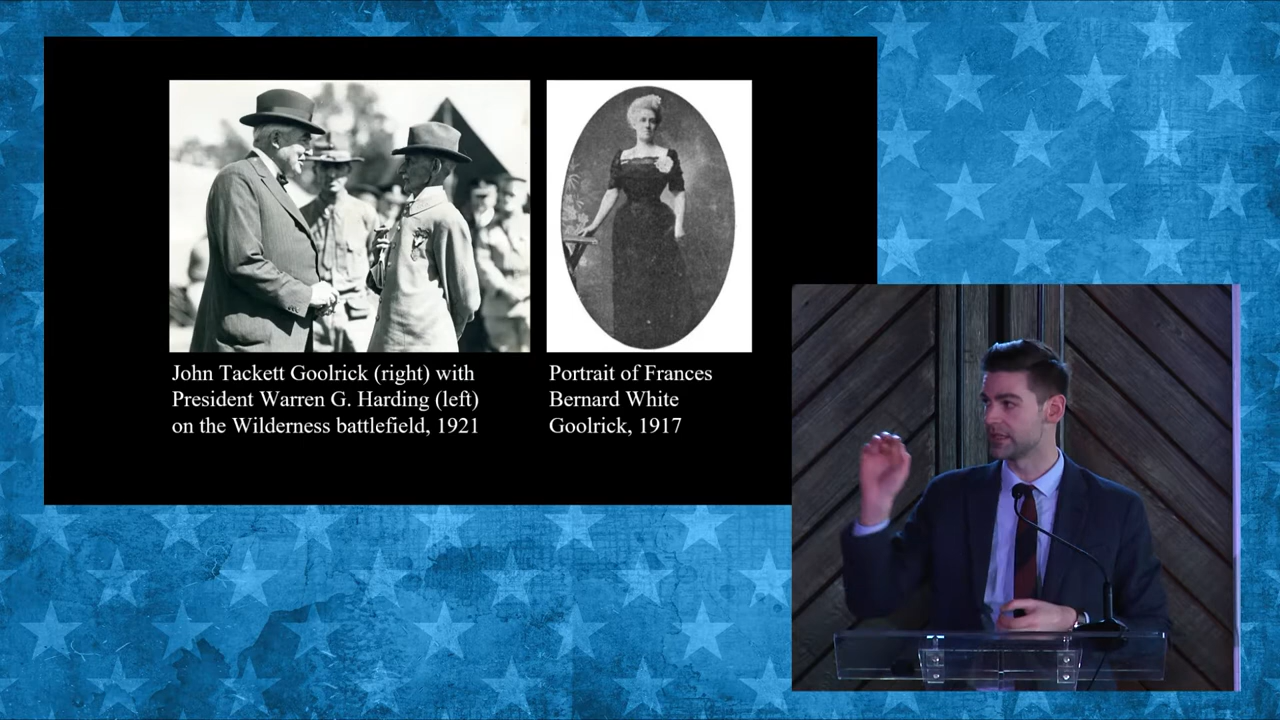 John Tackett Goolrick (right) with
President Warren G. Harding (left)
on the Wilderness battlefield, 1921
Portrait of Frances
Bernard White
Goolrick, 1917